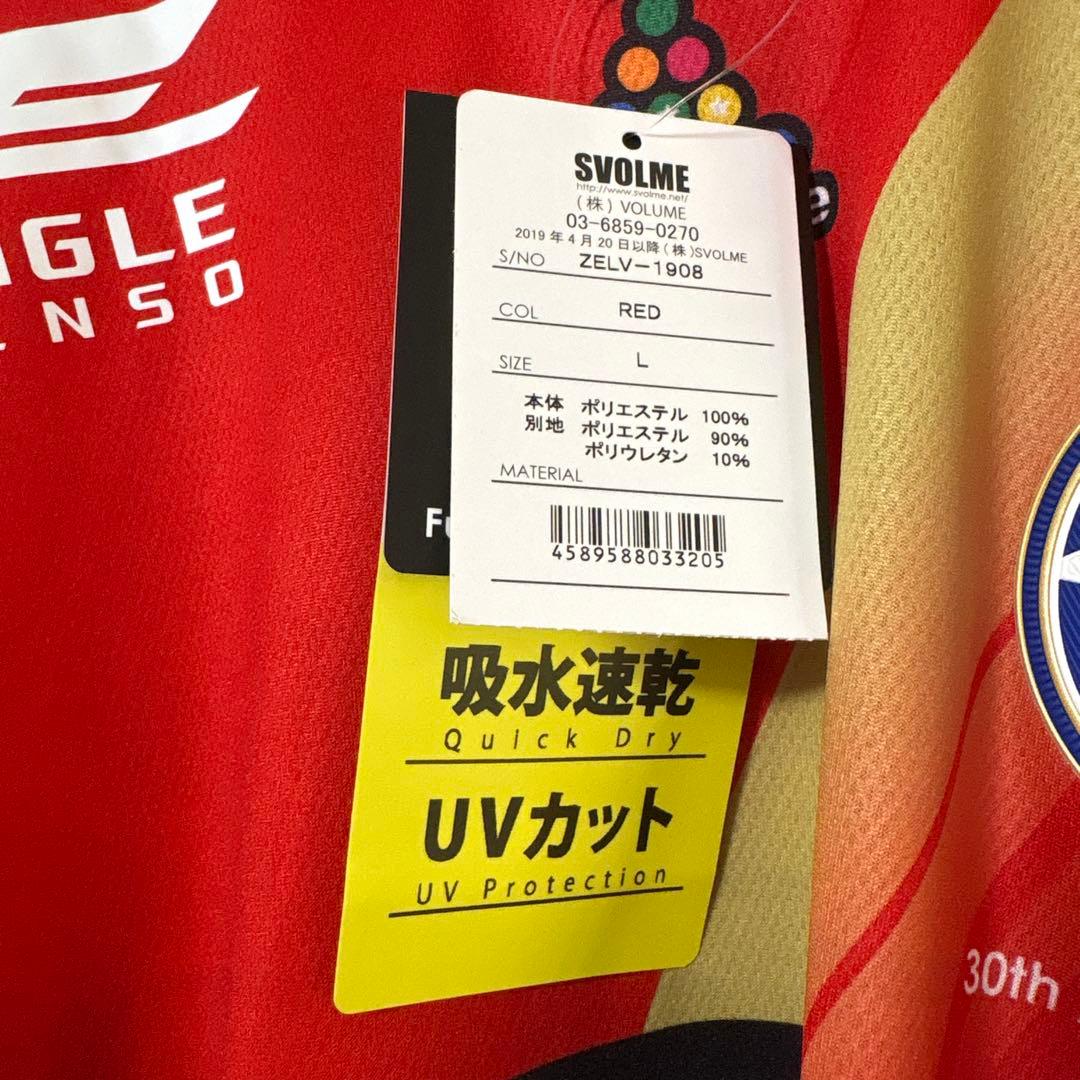 NGLE
ENSO
SVOLME
http://www.svolme.net/
(株) VOLUME
03-6859-0270
2019年4月20日以降(株)SVOLME
S/NO ZELV-1908
COL RED
SIZE L
本体 ポリエステル 100%
別地 ポリエステル 90%
ポリウレタン 10%
MATERIAL
4589588033205
吸水速乾
Quick Dry
UVカット
UV Protection
30th